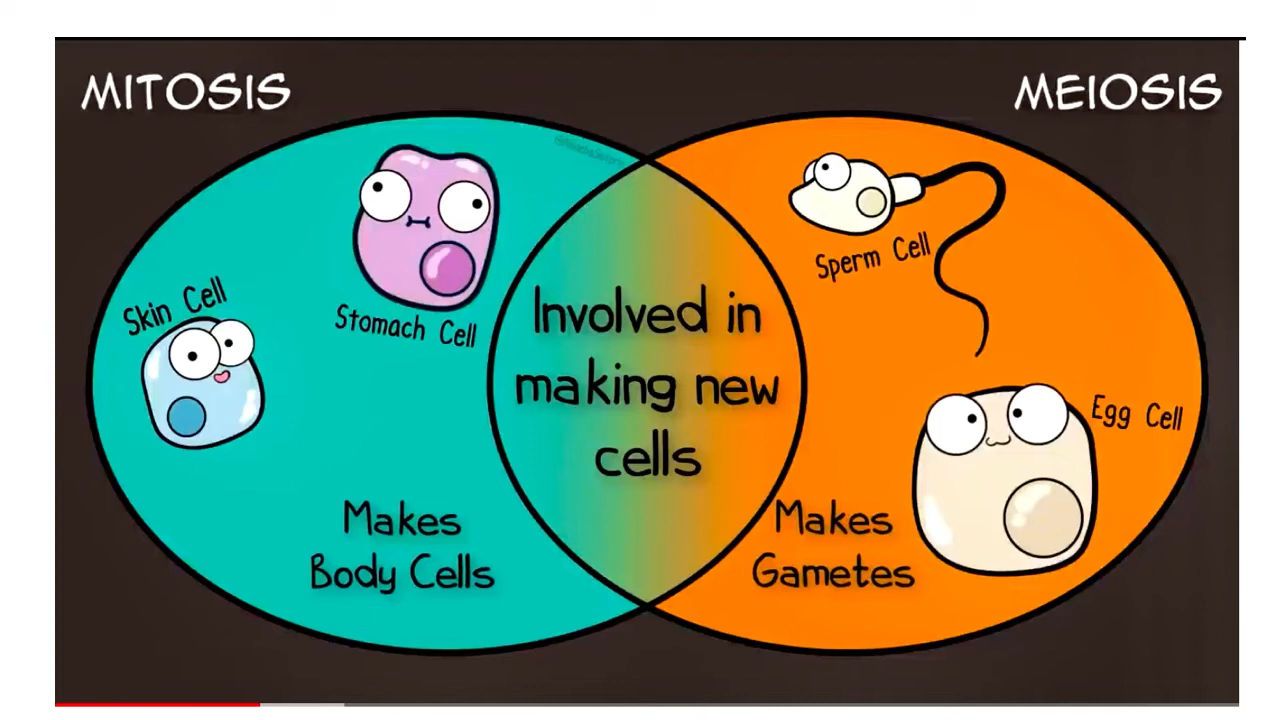 MITOSIS
MEIOSIS
Skin Cell
Stomach Cell
Makes
Body Cells
Involved in
making new
cells
Sperm Cell
Egg Cell
Makes
Gametes